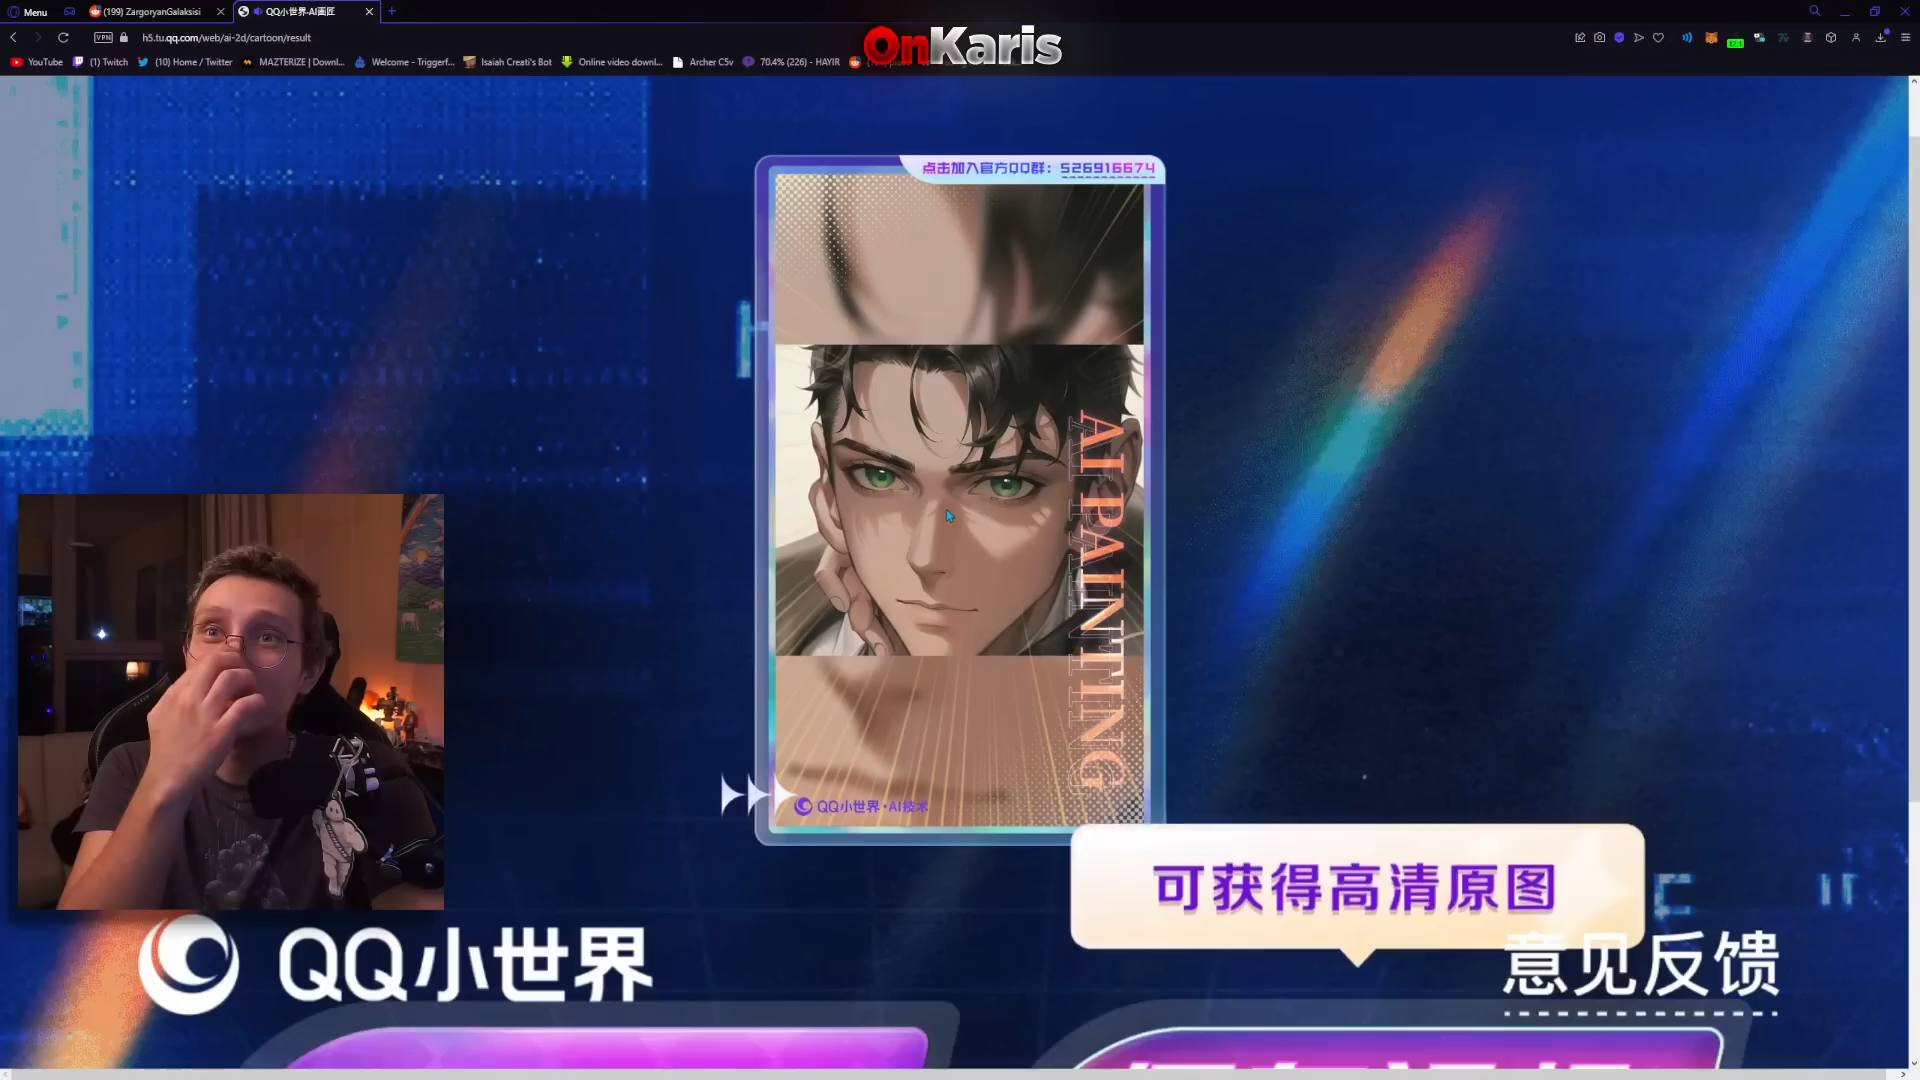 Menu
(199) ZargoryanGalaksisi
QQ小世界-AI画匠
VPN
h5.tu.qq.com/web/ai-2d/cartoon/result
OnKaris
YouTube
(1) Twitch
(10) Home / Twitter
MAZTERIZE | Downl...
Welcome - Triggerf...
Isaiah Creati's Bot
Online video downl...
Archer C5v
70.4% (226) - HAYIR
点击加入官方QQ群：526916674
AI PAINTING
QQ小世界·AI技术
可获得高清原图
QQ小世界
意见反馈